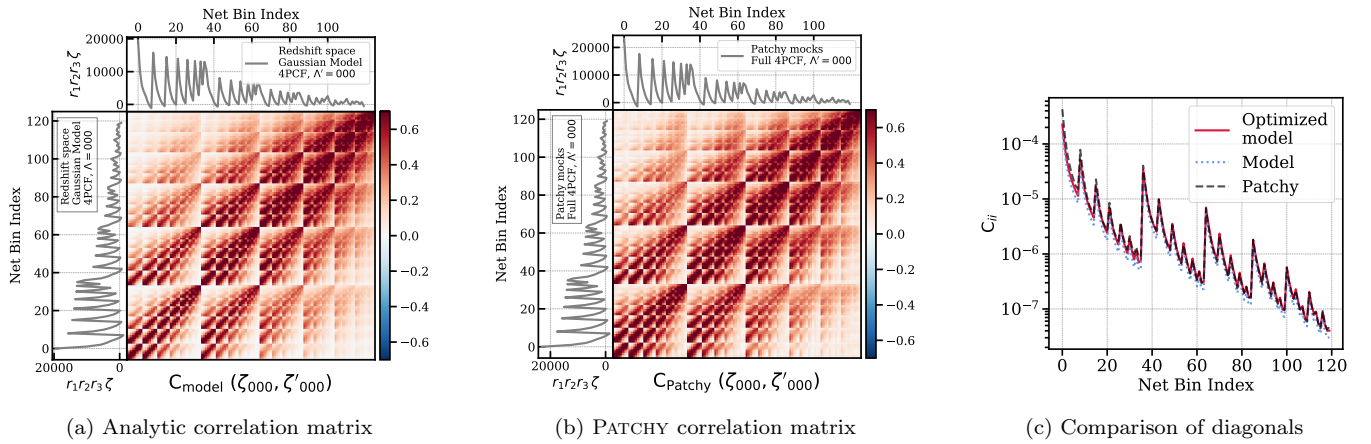 Net Bin Index
0 20 40 60 80 100
20000
10000
0
r₁r₂r₃ ζ
Redshift space
Gaussian Model
4PCF, Λ′ = 000
120
100
80
60
40
20
0
Net Bin Index
Redshift space
Gaussian Model
4PCF, Λ = 000
20000 0
r₁r₂r₃ ζ
0.6
0.4
0.2
0.0
−0.2
−0.4
−0.6
C_model (ζ₀₀₀, ζ′₀₀₀)
(a) Analytic correlation matrix
Net Bin Index
0 20 40 60 80 100
20000
10000
0
r₁r₂r₃ ζ
Patchy mocks
Full 4PCF, Λ′ = 000
120
100
80
60
40
20
0
Net Bin Index
Patchy mocks
Full 4PCF, Λ′ = 000
20000 0
r₁r₂r₃ ζ
0.6
0.4
0.2
0.0
−0.2
−0.4
−0.6
C_Patchy (ζ₀₀₀, ζ′₀₀₀)
(b) PATCHY correlation matrix
Optimized
model
Model
Patchy
10⁻⁴
10⁻⁵
10⁻⁶
10⁻⁷
C_ii
0 20 40 60 80 100 120
Net Bin Index
(c) Comparison of diagonals